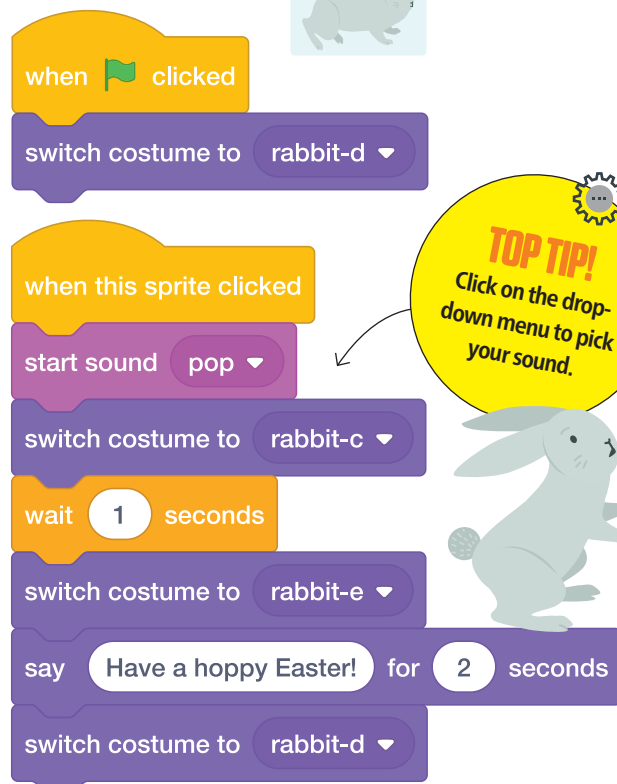 when clicked
switch costume to rabbit-d
when this sprite clicked
start sound pop
switch costume to rabbit-c
wait 1 seconds
switch costume to rabbit-e
say Have a hoppy Easter! for 2 seconds
switch costume to rabbit-d
TOP TIP!
Click on the drop-
down menu to pick
your sound.